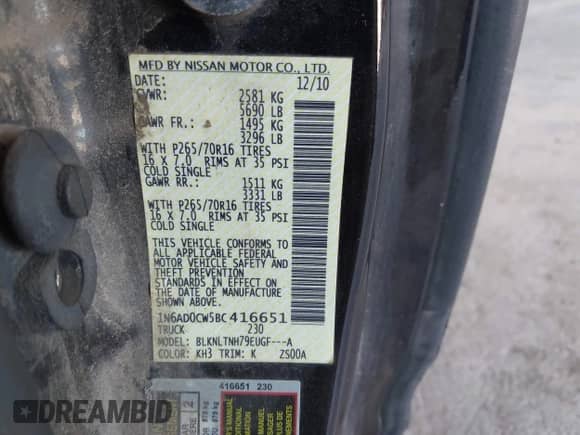 MFD BY NISSAN MOTOR CO., LTD.
DATE: 12/10
GVWR: 2581 KG
5690 LB
GAWR FR.: 1495 KG
3296 LB
WITH P265/70R16 TIRES
16 X 7.0 RIMS AT 35 PSI
COLD SINGLE
GAWR RR.: 1511 KG
3331 LB
WITH P265/70R16 TIRES
16 X 7.0 RIMS AT 35 PSI
COLD SINGLE
THIS VEHICLE CONFORMS TO
ALL APPLICABLE FEDERAL
MOTOR VEHICLE SAFETY AND
THEFT PREVENTION
STANDARDS IN EFFECT ON
THE DATE OF MANUFACTURE
SHOWN ABOVE.
1N6AD0CW5BC416651
TRUCK 230
MODEL: BLKNLTNH79EUGF---A
COLOR: KH3 TRIM: K ZS00A
416651 230
2
DREAMBID.COM